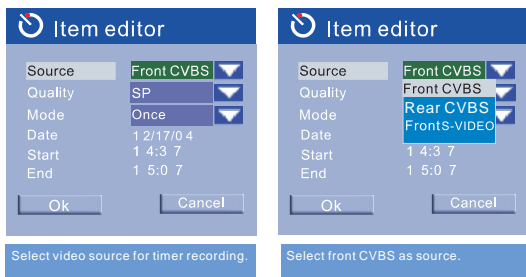 Item editor
Source Front CVBS
Quality SP
Mode Once
Date 12/17/04
Start 14:37
End 15:07
Ok Cancel
Select video source for timer recording.
Item editor
Source Front CVBS
Quality Front CVBS
Mode Rear CVBS
Date FrontS-VIDEO
Start 14:37
End 15:07
Ok Cancel
Select front CVBS as source.